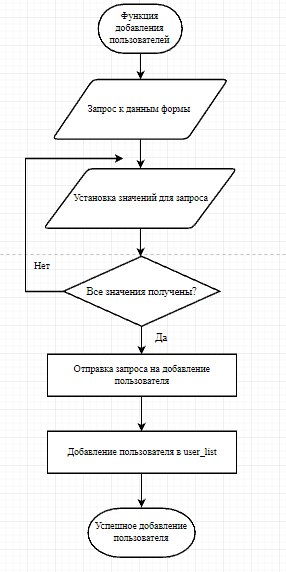 Функция
добавления
пользователей
Запрос к данным формы
Установка значений для запроса
Нет
Все значения получены?
Да
Отправка запроса на добавление
пользователя
Добавление пользователя в user_list
Успешное добавление
пользователя